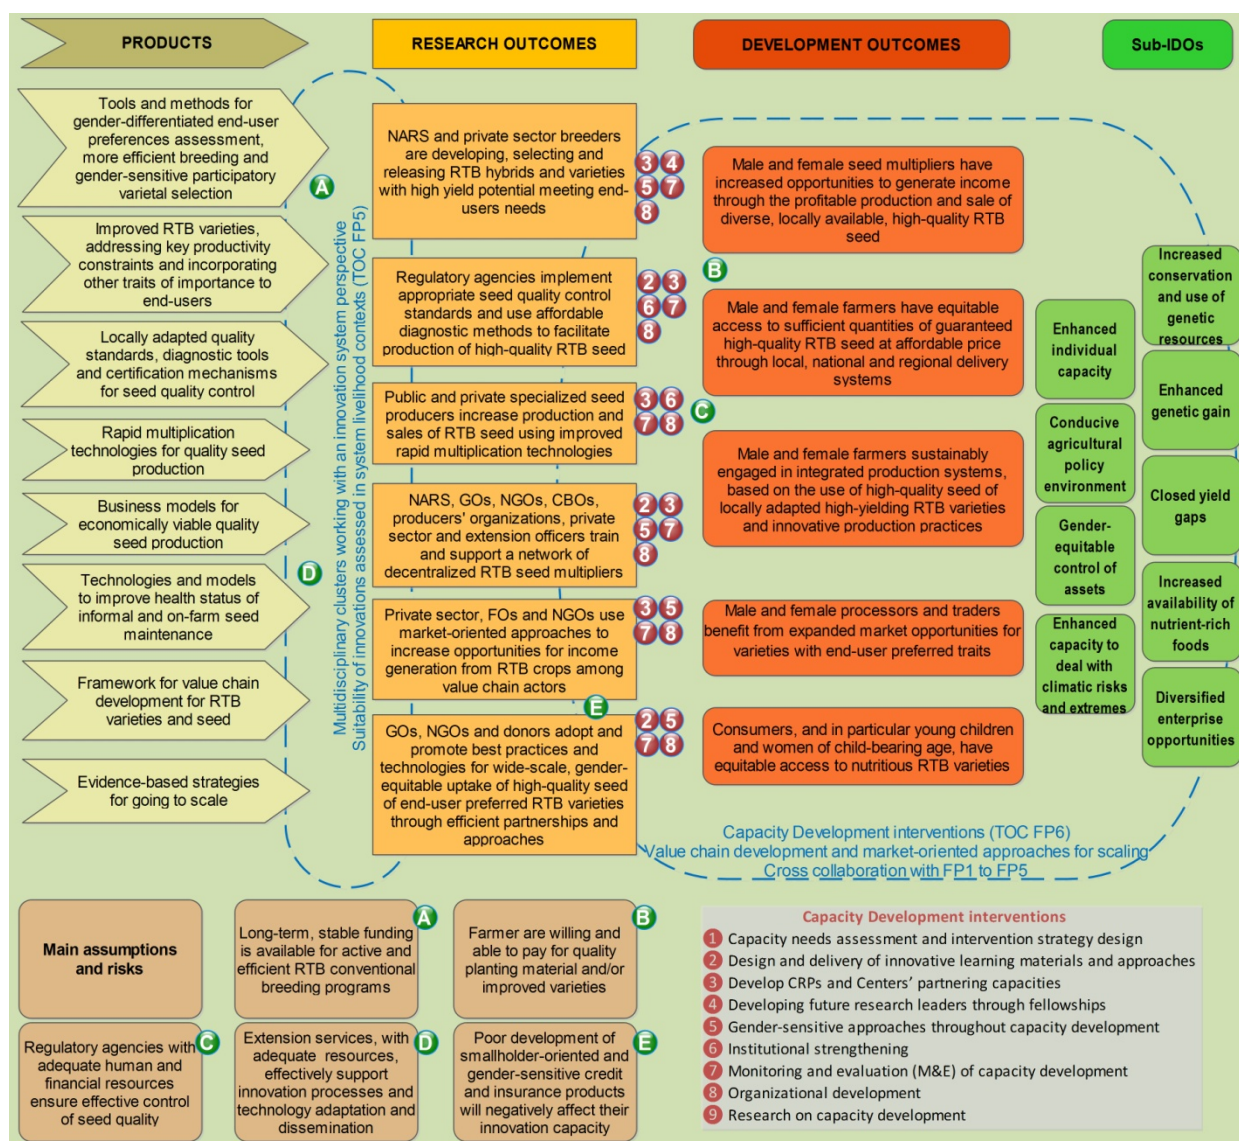 PRODUCTS
RESEARCH OUTCOMES
DEVELOPMENT OUTCOMES
Sub-IDOs
Tools and methods for
gender-differentiated end-user
preferences assessment,
more efficient breeding and
gender-sensitive participatory
varietal selection
A
Improved RTB varieties,
addressing key productivity
constraints and incorporating
other traits of importance to
end-users
Locally adapted quality
standards, diagnostic tools
and certification mechanisms
for seed quality control
Rapid multiplication
technologies for quality seed
production
Business models for
economically viable quality
seed production
Technologies and models
to improve health status of
informal and on-farm seed
maintenance
D
Framework for value chain
development for RTB
varieties and seed
Evidence-based strategies
for going to scale
Multidisciplinary clusters working with an innovation system perspective
Suitability of innovations assessed in system livelihood contexts (TOC FP5)
NARS and private sector breeders
are developing, selecting and
releasing RTB hybrids and varieties
with high yield potential meeting end-
users needs
3 4
5 7
8
Regulatory agencies implement
appropriate seed quality control
standards and use affordable
diagnostic methods to facilitate
production of high-quality RTB seed
2 3
6 7
8
Public and private specialized seed
producers increase production and
sales of RTB seed using improved
rapid multiplication technologies
3 6
7 8
NARS, GOs, NGOs, CBOs,
producers' organizations, private
sector and extension officers train
and support a network of
decentralized RTB seed multipliers
2 3
5 7
8
Private sector, FOs and NGOs use
market-oriented approaches to
increase opportunities for income
generation from RTB crops among
value chain actors
3 5
7 8
E
GOs, NGOs and donors adopt and
promote best practices and
technologies for wide-scale, gender-
equitable uptake of high-quality seed
of end-user preferred RTB varieties
through efficient partnerships and
approaches
2 5
7 8
Male and female seed multipliers have
increased opportunities to generate income
through the profitable production and sale of
diverse, locally available, high-quality RTB
seed
B
Male and female farmers have equitable
access to sufficient quantities of guaranteed
high-quality RTB seed at affordable price
through local, national and regional delivery
systems
C
Male and female farmers sustainably
engaged in integrated production systems,
based on the use of high-quality seed of
locally adapted high-yielding RTB varieties
and innovative production practices
Male and female processors and traders
benefit from expanded market opportunities for
varieties with end-user preferred traits
Consumers, and in particular young children
and women of child-bearing age, have
equitable access to nutritious RTB varieties
Enhanced
individual
capacity
Conducive
agricultural
policy
environment
Gender-
equitable
control of
assets
Enhanced
capacity to
deal with
climatic risks
and extremes
Increased
conservation
and use of
genetic
resources
Enhanced
genetic gain
Closed yield
gaps
Increased
availability of
nutrient-rich
foods
Diversified
enterprise
opportunities
Capacity Development interventions (TOC FP6)
Value chain development and market-oriented approaches for scaling
Cross collaboration with FP1 to FP5
Main assumptions
and risks
A
Long-term, stable funding
is available for active and
efficient RTB conventional
breeding programs
B
Farmer are willing and
able to pay for quality
planting material and/or
improved varieties
C
Regulatory agencies with
adequate human and
financial resources
ensure effective control
of seed quality
D
Extension services, with
adequate resources,
effectively support
innovation processes and
technology adaptation and
dissemination
E
Poor development of
smallholder-oriented and
gender-sensitive credit
and insurance products
will negatively affect their
innovation capacity
Capacity Development interventions
1 Capacity needs assessment and intervention strategy design
2 Design and delivery of innovative learning materials and approaches
3 Develop CRPs and Centers’ partnering capacities
4 Developing future research leaders through fellowships
5 Gender-sensitive approaches throughout capacity development
6 Institutional strengthening
7 Monitoring and evaluation (M&E) of capacity development
8 Organizational development
9 Research on capacity development